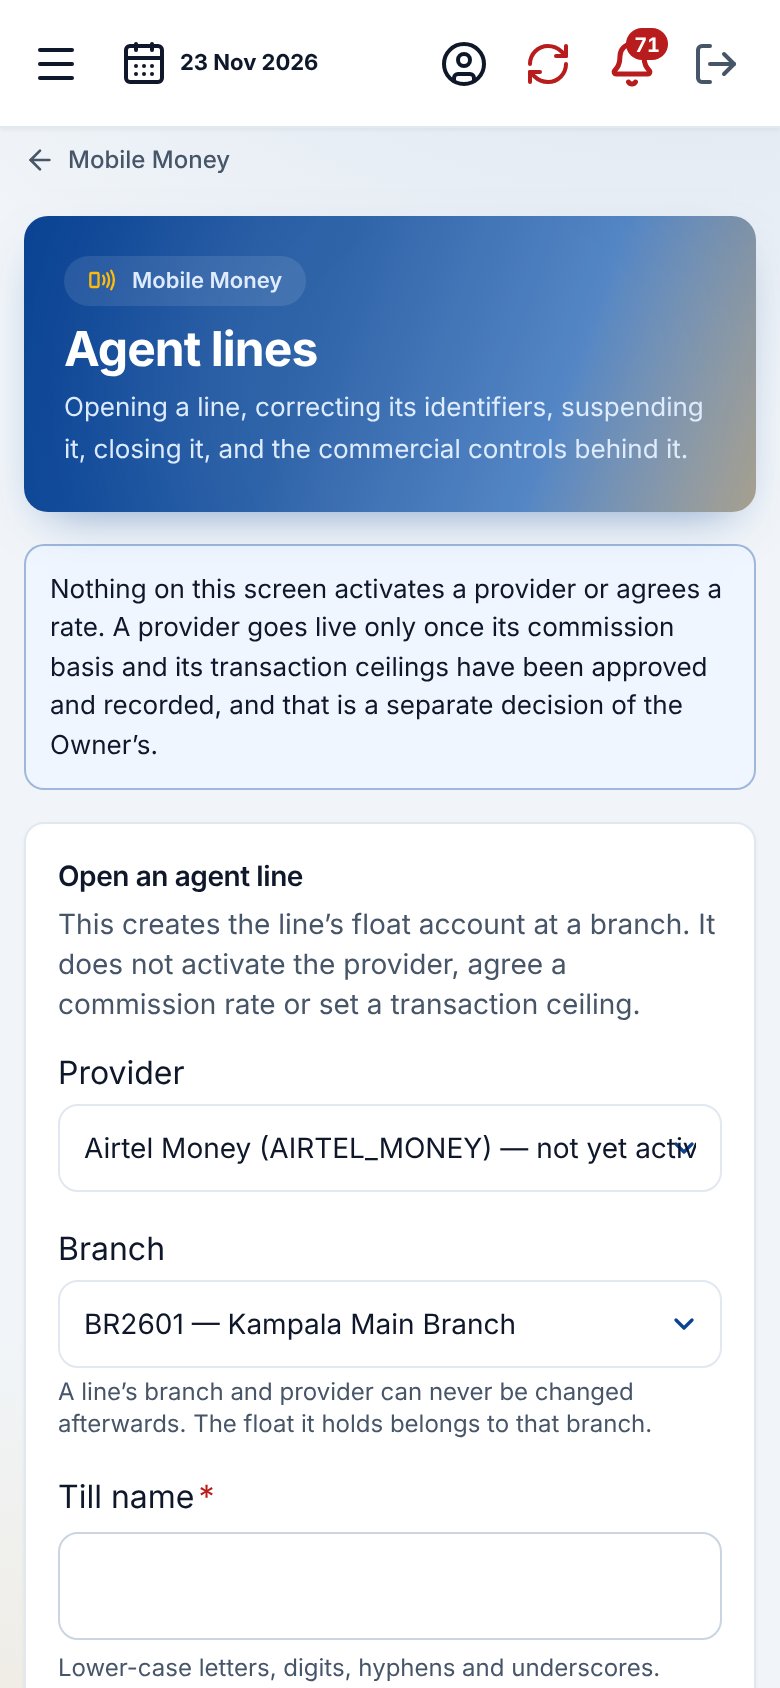 23 Nov 2026
71
Mobile Money
Mobile Money
Agent lines
Opening a line, correcting its identifiers, suspending
it, closing it, and the commercial controls behind it.
Nothing on this screen activates a provider or agrees a
rate. A provider goes live only once its commission
basis and its transaction ceilings have been approved
and recorded, and that is a separate decision of the
Owner’s.
Open an agent line
This creates the line’s float account at a branch. It
does not activate the provider, agree a
commission rate or set a transaction ceiling.
Provider
Airtel Money (AIRTEL_MONEY) — not yet activ
Branch
BR2601 — Kampala Main Branch
A line’s branch and provider can never be changed
afterwards. The float it holds belongs to that branch.
Till name *
Lower-case letters, digits, hyphens and underscores.